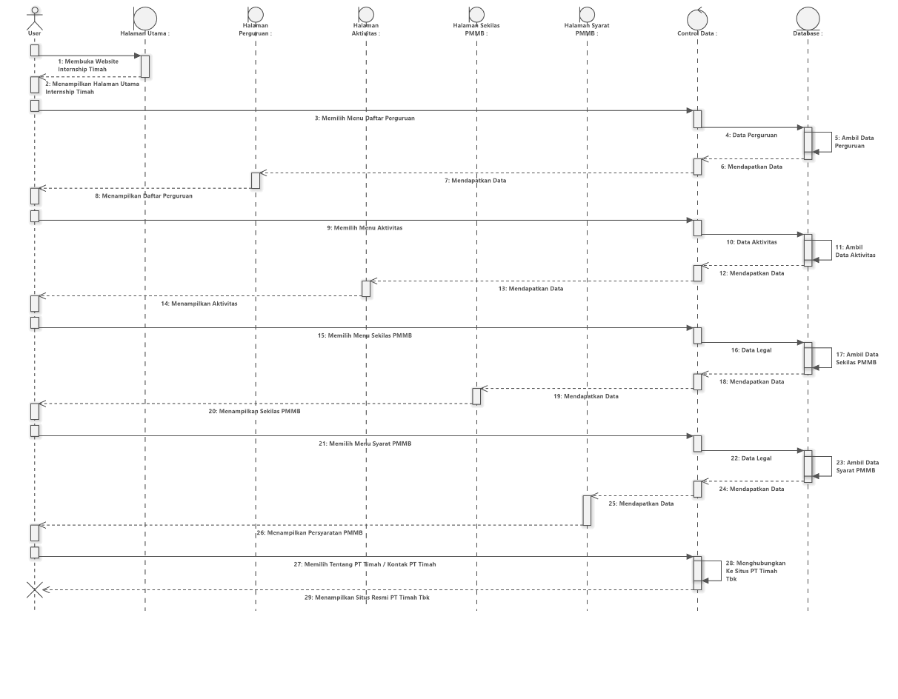 User
Halaman Utama :
Halaman
Perguruan :
Halaman
Aktivitas :
Halaman Sekilas
PMMB :
Halaman Syarat
PMMB :
Control Data :
Database :
1: Membuka Website
Internship Timah
2: Menampilkan Halaman Utama
Internship Timah
3: Memilih Menu Daftar Perguruan
4: Data Perguruan
5: Ambil Data
Perguruan
6: Mendapatkan Data
7: Mendapatkan Data
8: Menampilkan Daftar Perguruan
9: Memilih Menu Aktivitas
10: Data Aktivitas
11: Ambil
Data Aktivitas
12: Mendapatkan Data
13: Mendapatkan Data
14: Menampilkan Aktivitas
15: Memilih Menu Sekilas PMMB
16: Data Legal
17: Ambil Data
Sekilas PMMB
18: Mendapatkan Data
19: Mendapatkan Data
20: Menampilkan Sekilas PMMB
21: Memilih Menu Syarat PMMB
22: Data Legal
23: Ambil Data
Syarat PMMB
24: Mendapatkan Data
25: Mendapatkan Data
26: Menampilkan Persyaratan PMMB
27: Memilih Tentang PT Timah / Kontak PT Timah
28: Menghubungkan
Ke Situs PT Timah
Tbk
29: Menampilkan Situs Resmi PT Timah Tbk